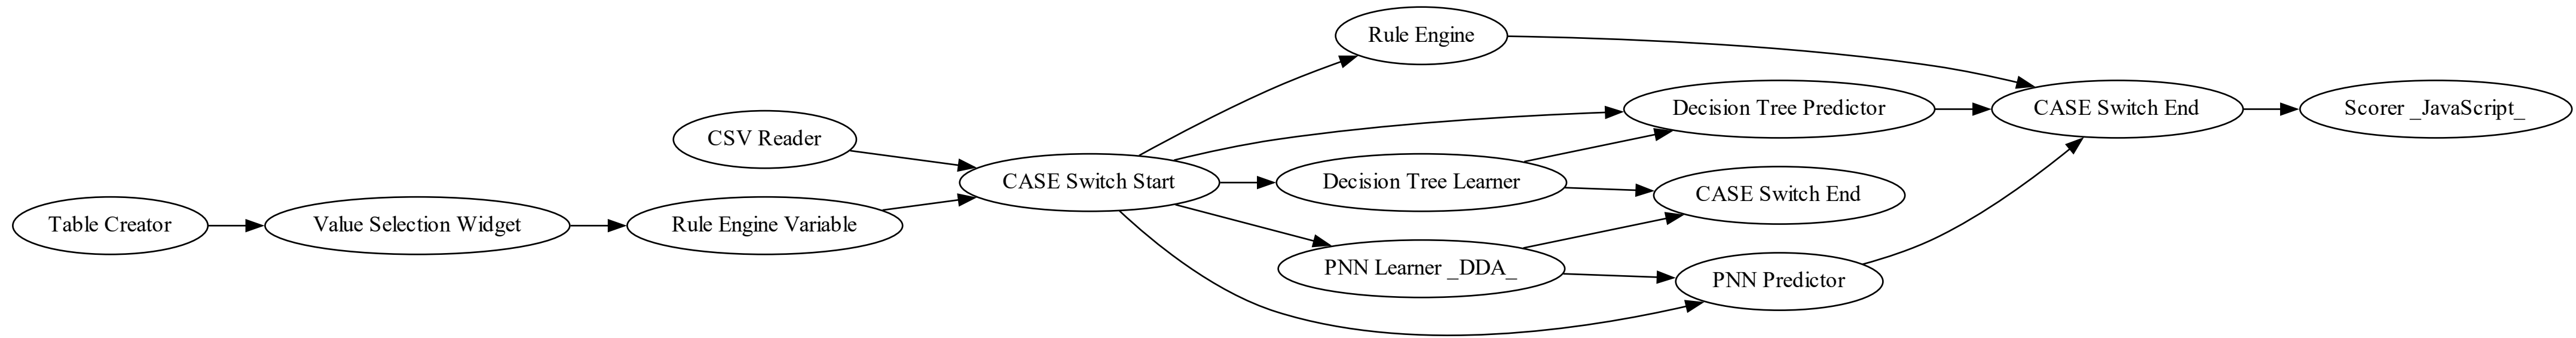 Table Creator
Value Selection Widget
CSV Reader
Rule Engine Variable
CASE Switch Start
Rule Engine
Decision Tree Learner
PNN Learner _DDA_
Decision Tree Predictor
CASE Switch End
PNN Predictor
CASE Switch End
Scorer _JavaScript_